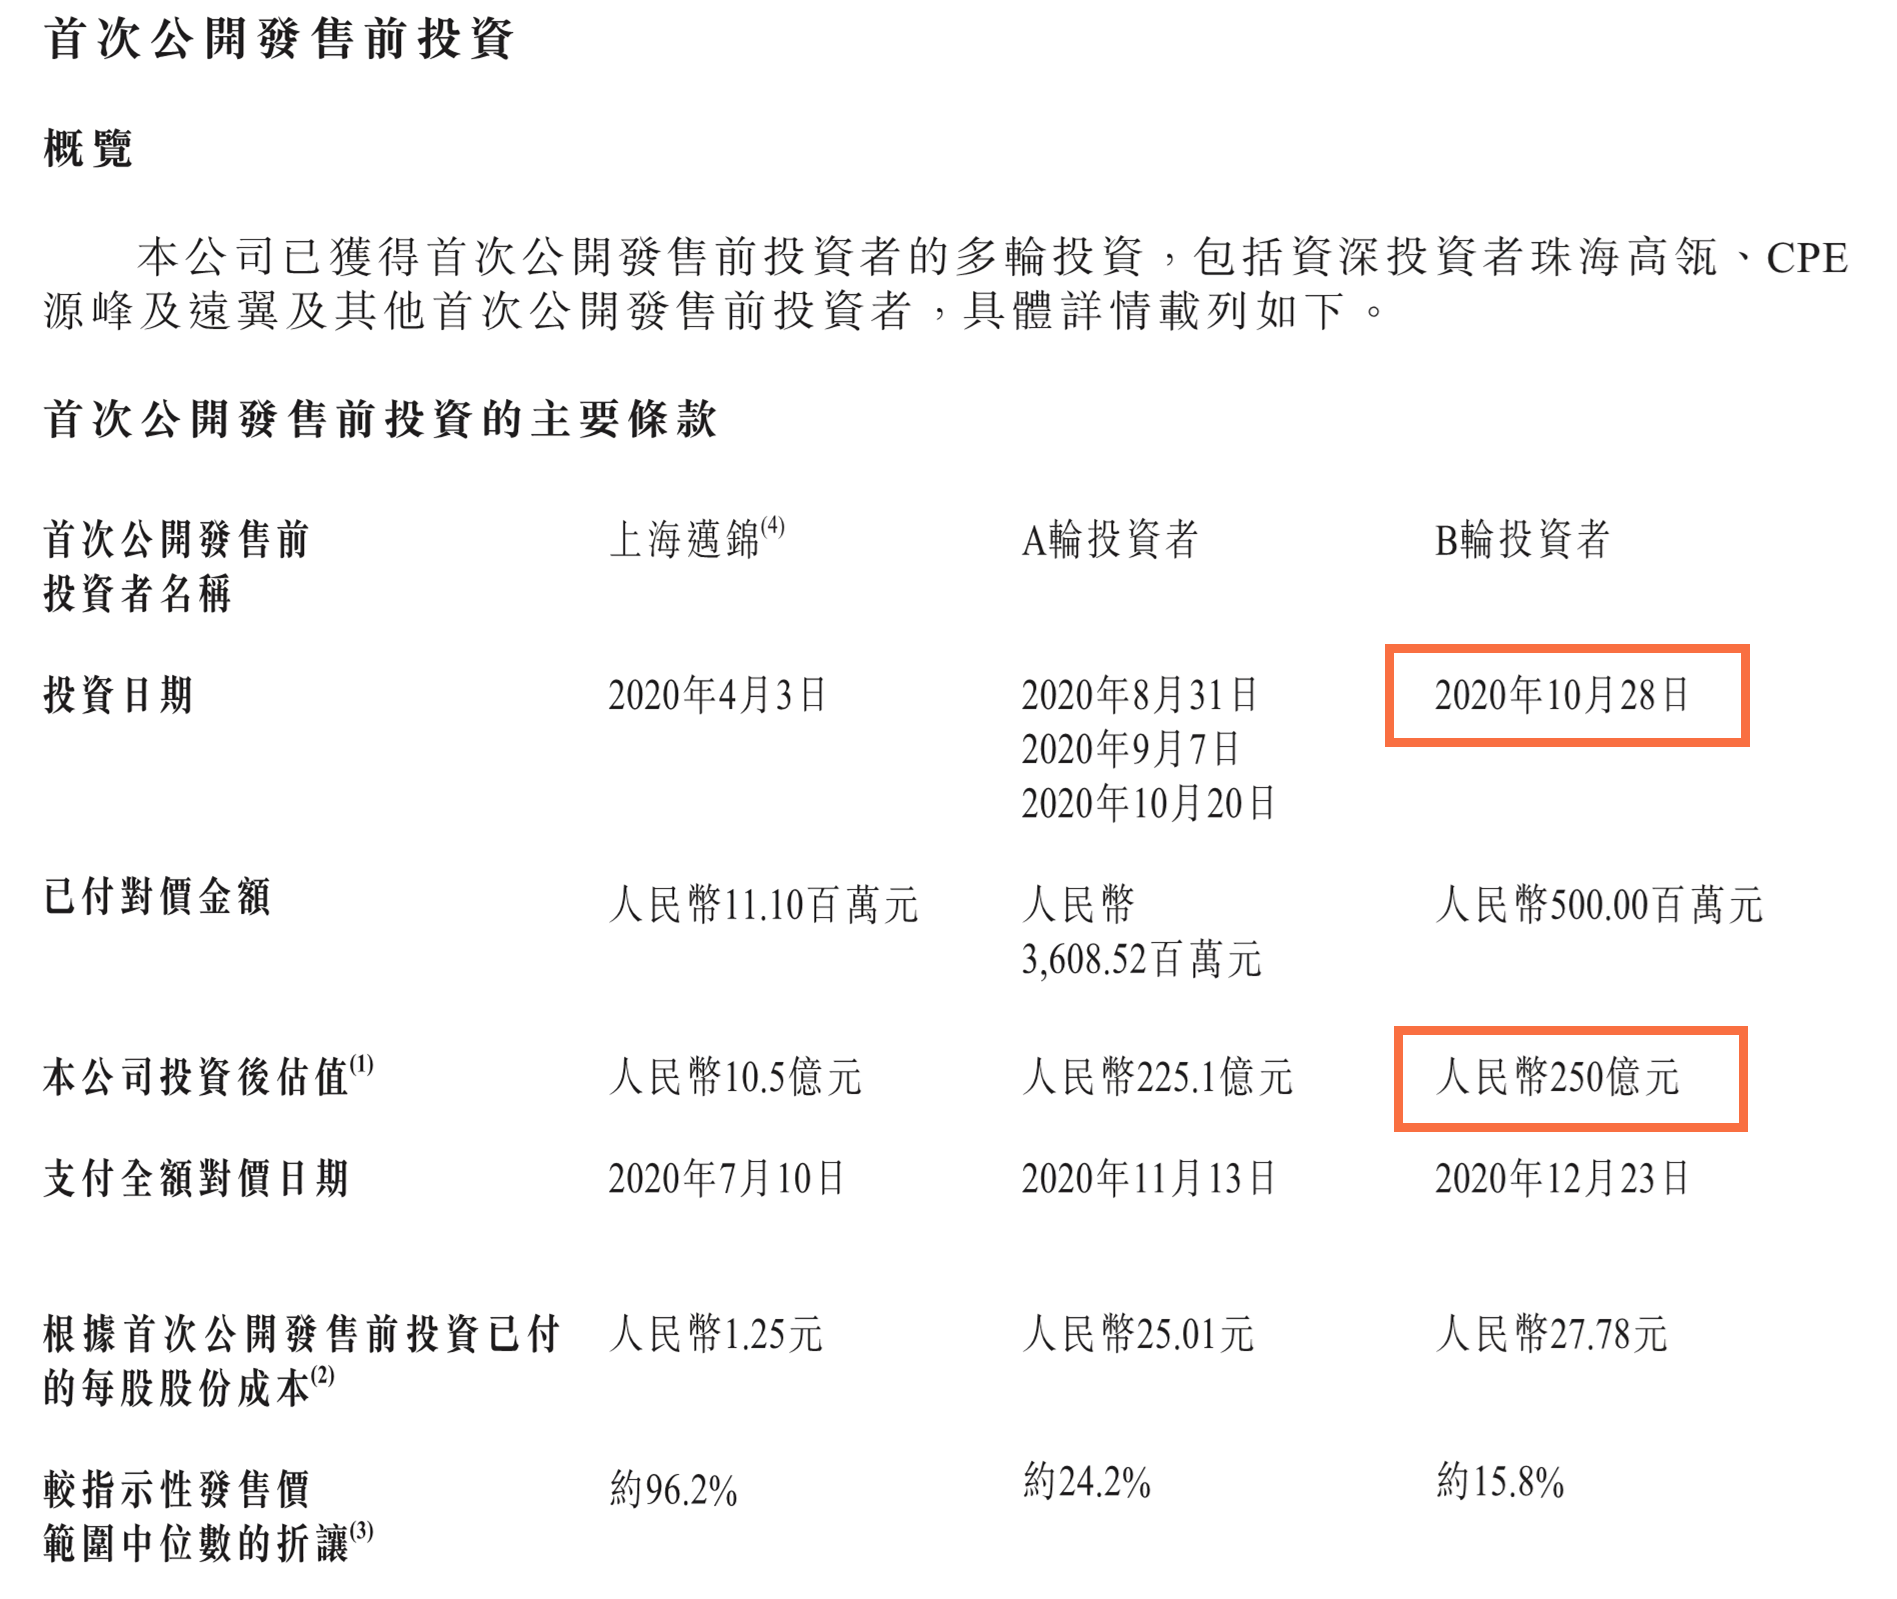 首次公開發售前投資
概覽
本公司已獲得首次公開發售前投資者的多輪投資，包括資深投資者珠海高瓴、CPE
源峰及遠翼及其他首次公開發售前投資者，具體詳情載列如下。
首次公開發售前投資的主要條款
首次公開發售前 上海邁錦(4) A輪投資者 B輪投資者
投資者名稱
投資日期 2020年4月3日 2020年8月31日 2020年10月28日
2020年9月7日
2020年10月20日
已付對價金額 人民幣11.10百萬元 人民幣 人民幣500.00百萬元
3,608.52百萬元
本公司投資後估值(1) 人民幣10.5億元 人民幣225.1億元 人民幣250億元
支付全額對價日期 2020年7月10日 2020年11月13日 2020年12月23日
根據首次公開發售前投資已付 人民幣1.25元 人民幣25.01元 人民幣27.78元
的每股股份成本(2)
較指示性發售價 約96.2% 約24.2% 約15.8%
範圍中位數的折讓(3)